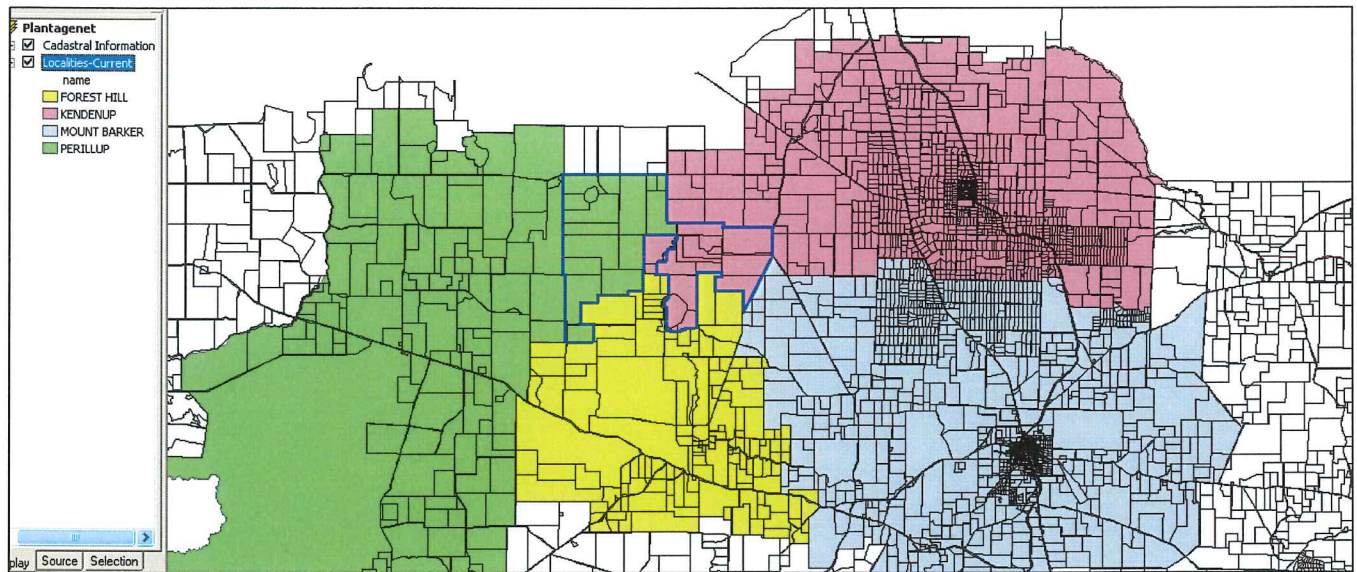 Plantagenet
Cadastral Information
Localities-Current
name
FOREST HILL
KENDENUP
MOUNT BARKER
PERILLUP
play Source Selection